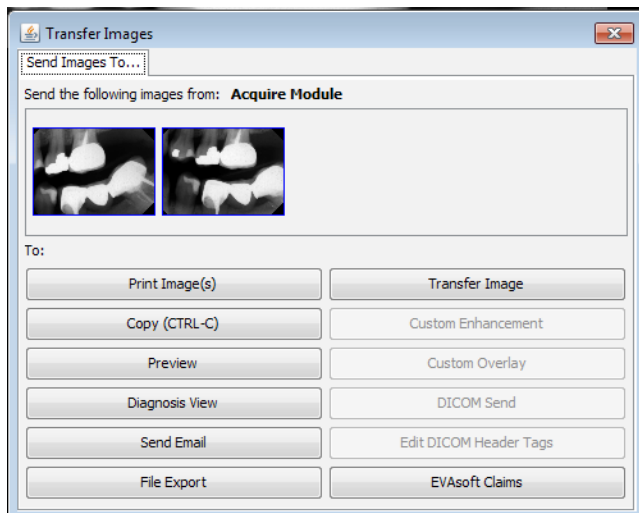 Transfer Images
Send Images To...
Send the following images from: Acquire Module
To:
Print Image(s)
Transfer Image
Copy (CTRL-C)
Custom Enhancement
Preview
Custom Overlay
Diagnosis View
DICOM Send
Send Email
Edit DICOM Header Tags
File Export
EVAsoft Claims